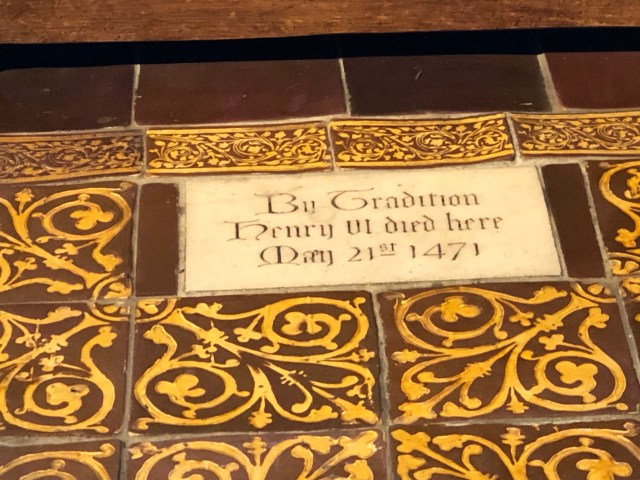 By Tradition
Henry VI died here
May 21st 1471